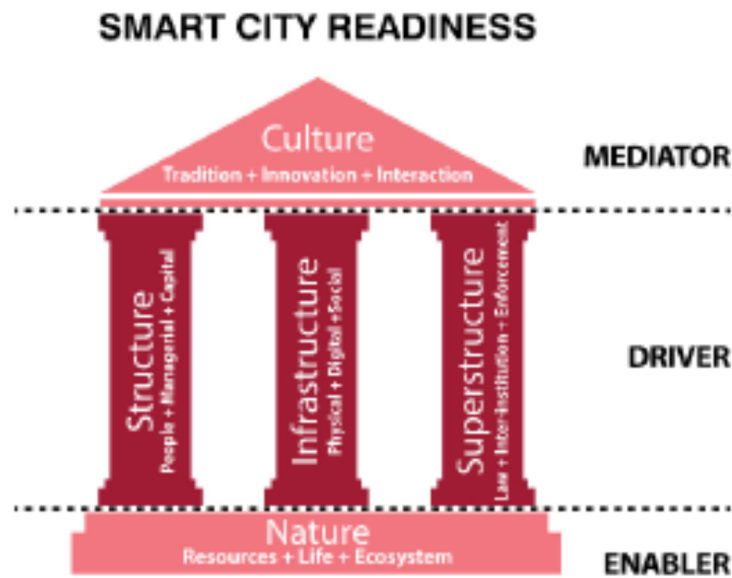 SMART CITY READINESS
Culture
Tradition + Innovation + Interaction
MEDIATOR
Structure
People + Managerial + Capital
Infrastructure
Physical + Digital +Social
Superstructure
Law + Inter-Institution + Enforcement
DRIVER
Nature
Resources + Life + Ecosystem
ENABLER